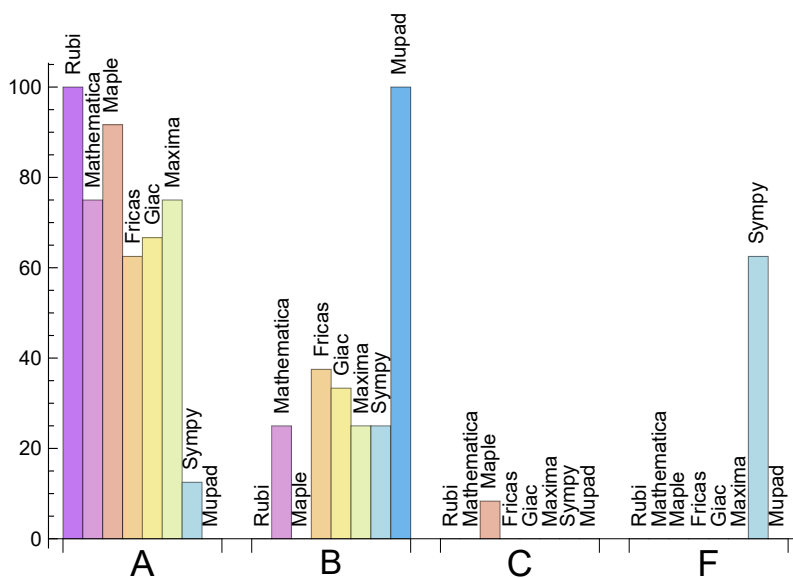 100
80
60
40
20
0
Rubi
Mathematica
Maple
Fricas
Giac
Maxima
Sympy
Mupad
Rubi
Mathematica
Maple
Fricas
Giac
Maxima
Sympy
Mupad
Rubi
Mathematica
Maple
Fricas
Giac
Maxima
Sympy
Mupad
Rubi
Mathematica
Maple
Fricas
Giac
Maxima
Sympy
Mupad
A
B
C
F